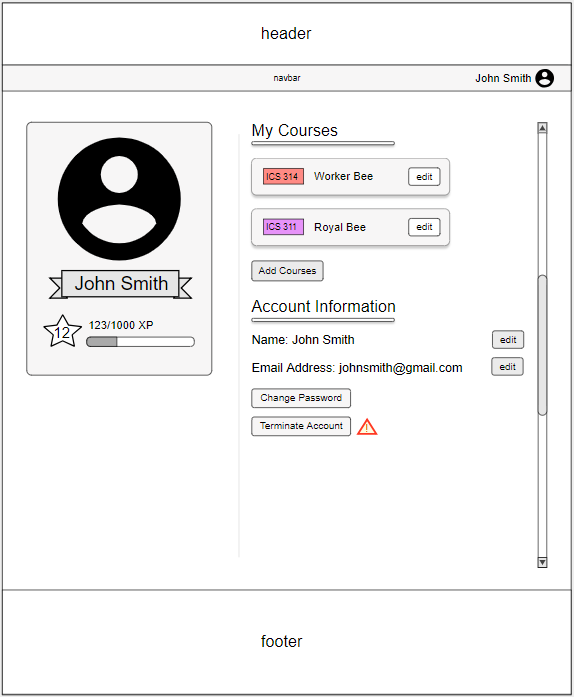 header
navbar
John Smith
John Smith
12
123/1000 XP
My Courses
ICS 314 Worker Bee edit
ICS 311 Royal Bee edit
Add Courses
Account Information
Name: John Smith edit
Email Address: johnsmith@gmail.com edit
Change Password
Terminate Account !
footer